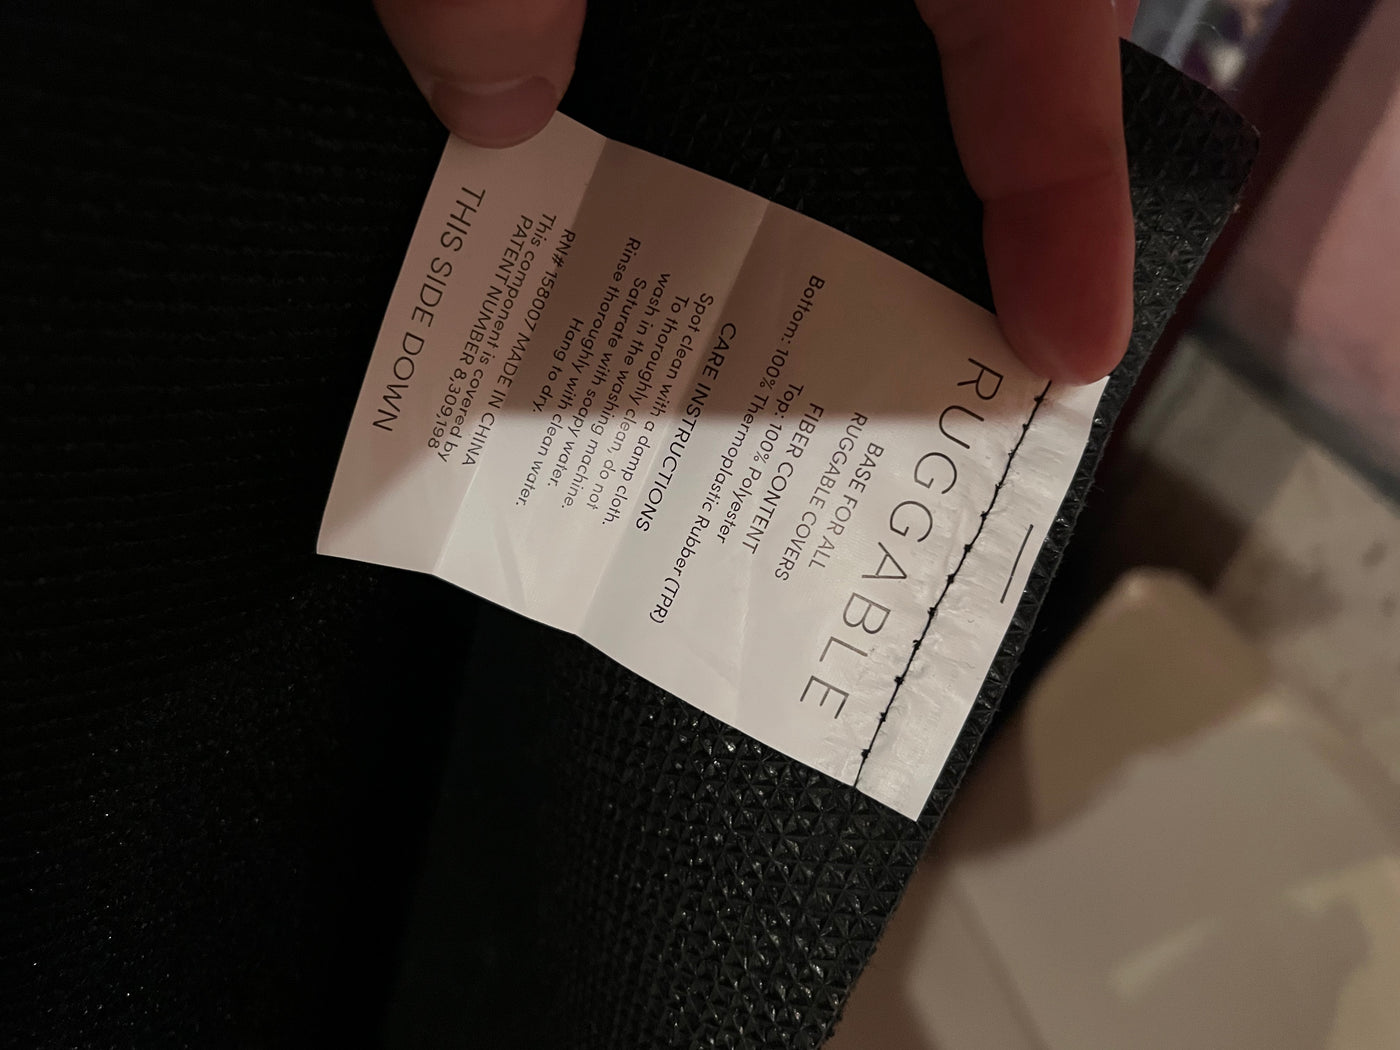 RUGGABLE
BASE FOR ALL
RUGGABLE COVERS
FIBER CONTENT
Top: 100% Polyester
Bottom: 100% Thermoplastic Rubber (TPR)
CARE INSTRUCTIONS
Spot clean with a damp cloth.
To thoroughly clean, do not
wash in the washing machine.
Saturate with soapy water.
Rinse thoroughly with clean water.
Hang to dry.
RN# 158007 MADE IN CHINA
This component is covered by
PATENT NUMBER 8,309,198
THIS SIDE DOWN